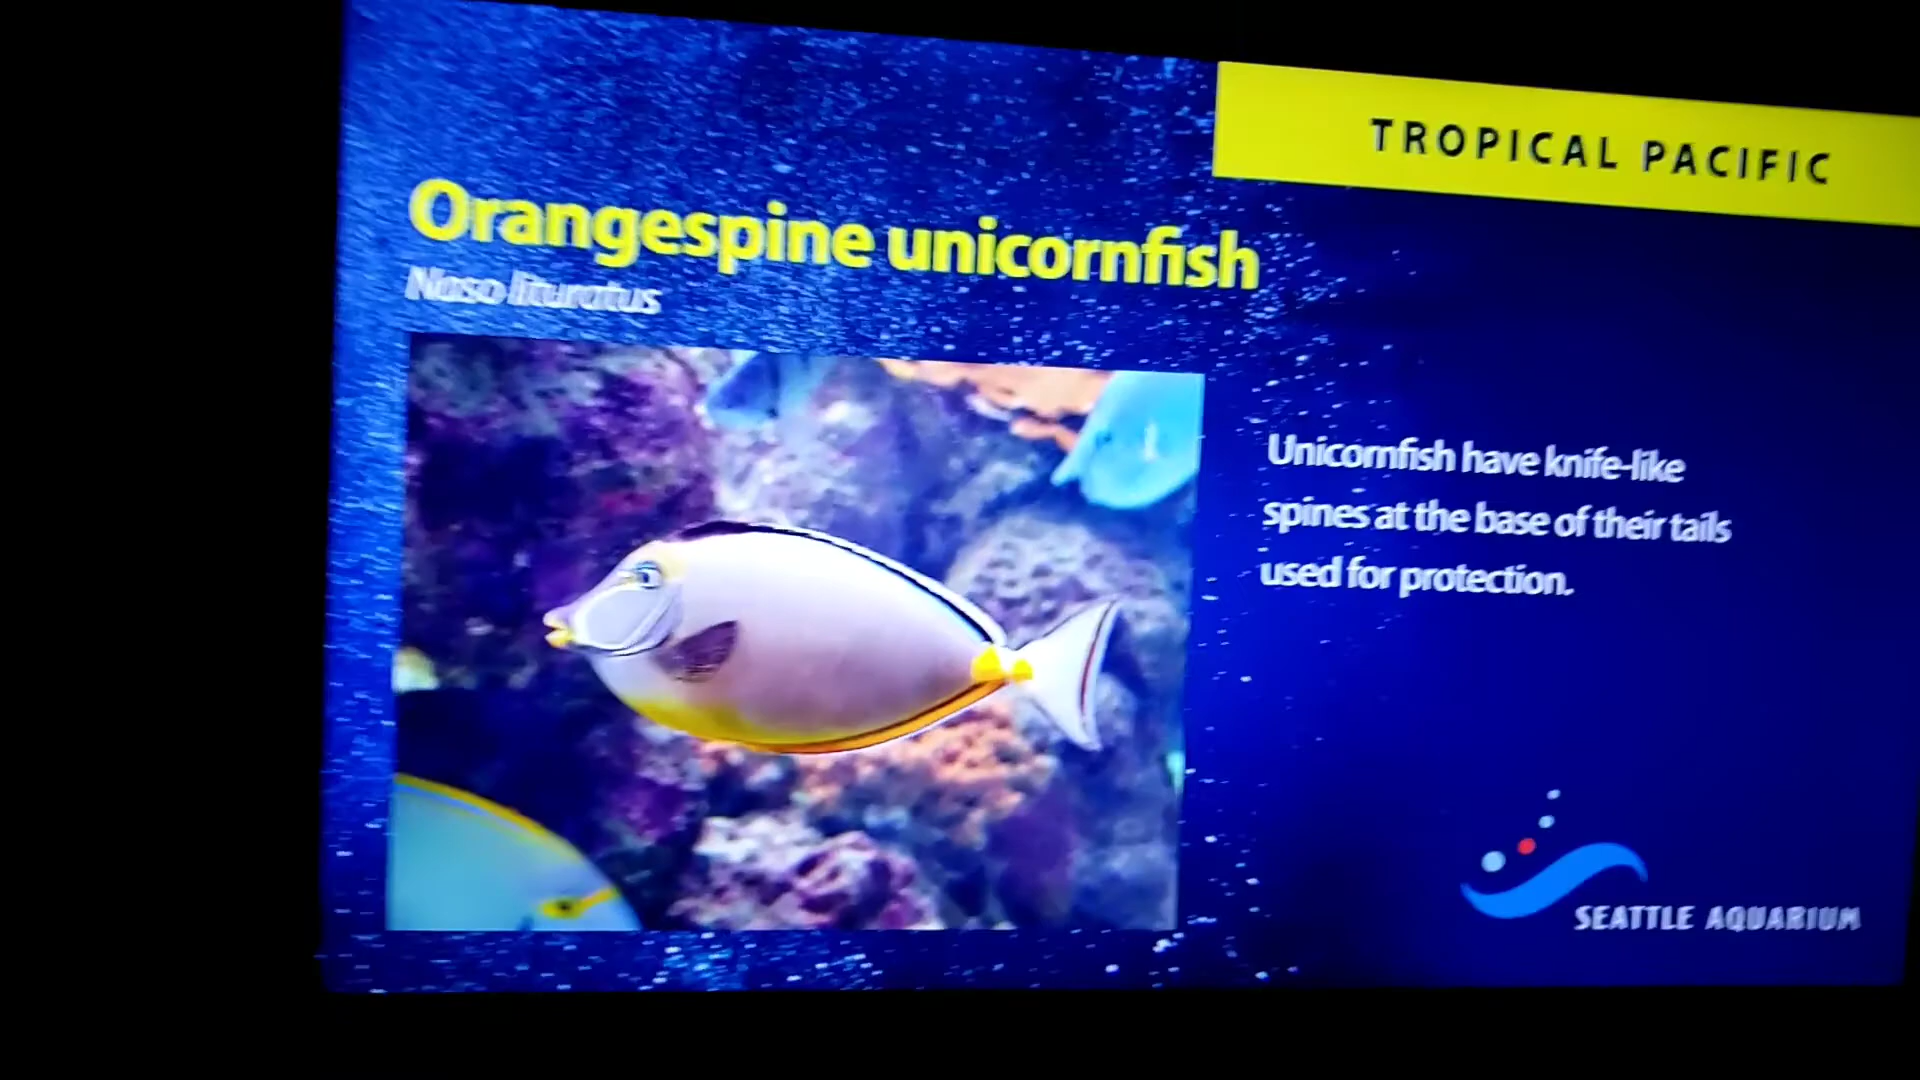 TROPICAL PACIFIC
Orangespine unicornfish
Naso lituratus
Unicornfish have knife-like
spines at the base of their tails
used for protection.
SEATTLE AQUARIUM